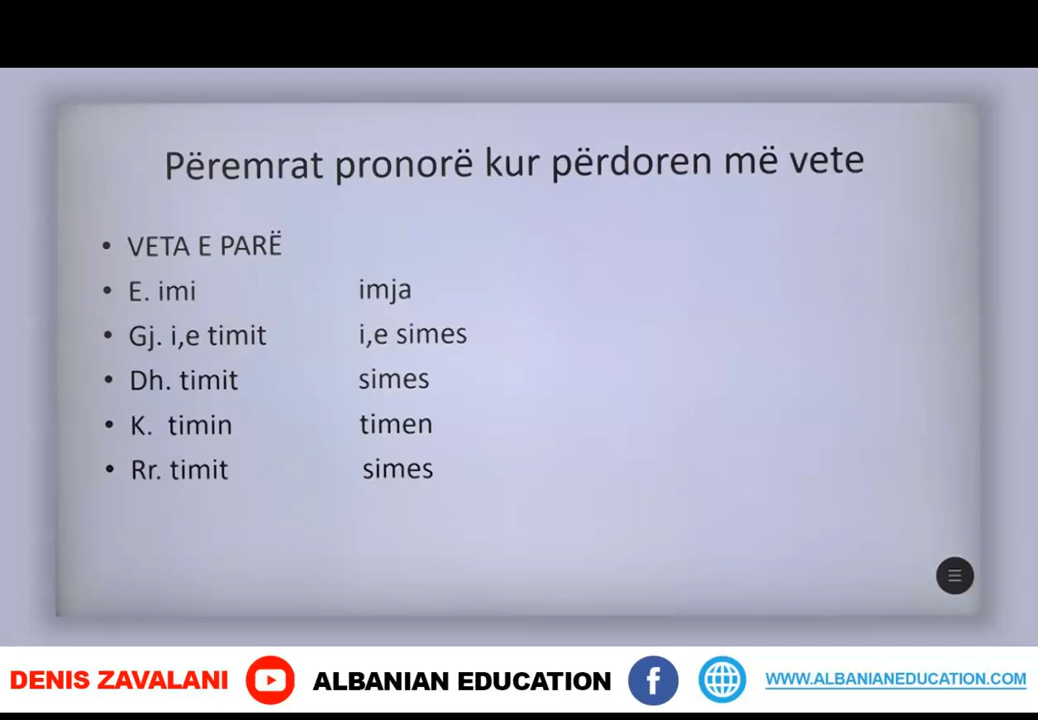 Përemrat pronorë kur përdoren më vete
• VETA E PARË
• E. imi imja
• Gj. i,e timit i,e simes
• Dh. timit simes
• K. timin timen
• Rr. timit simes
DENIS ZAVALANI ALBANIAN EDUCATION WWW.ALBANIANEDUCATION.COM